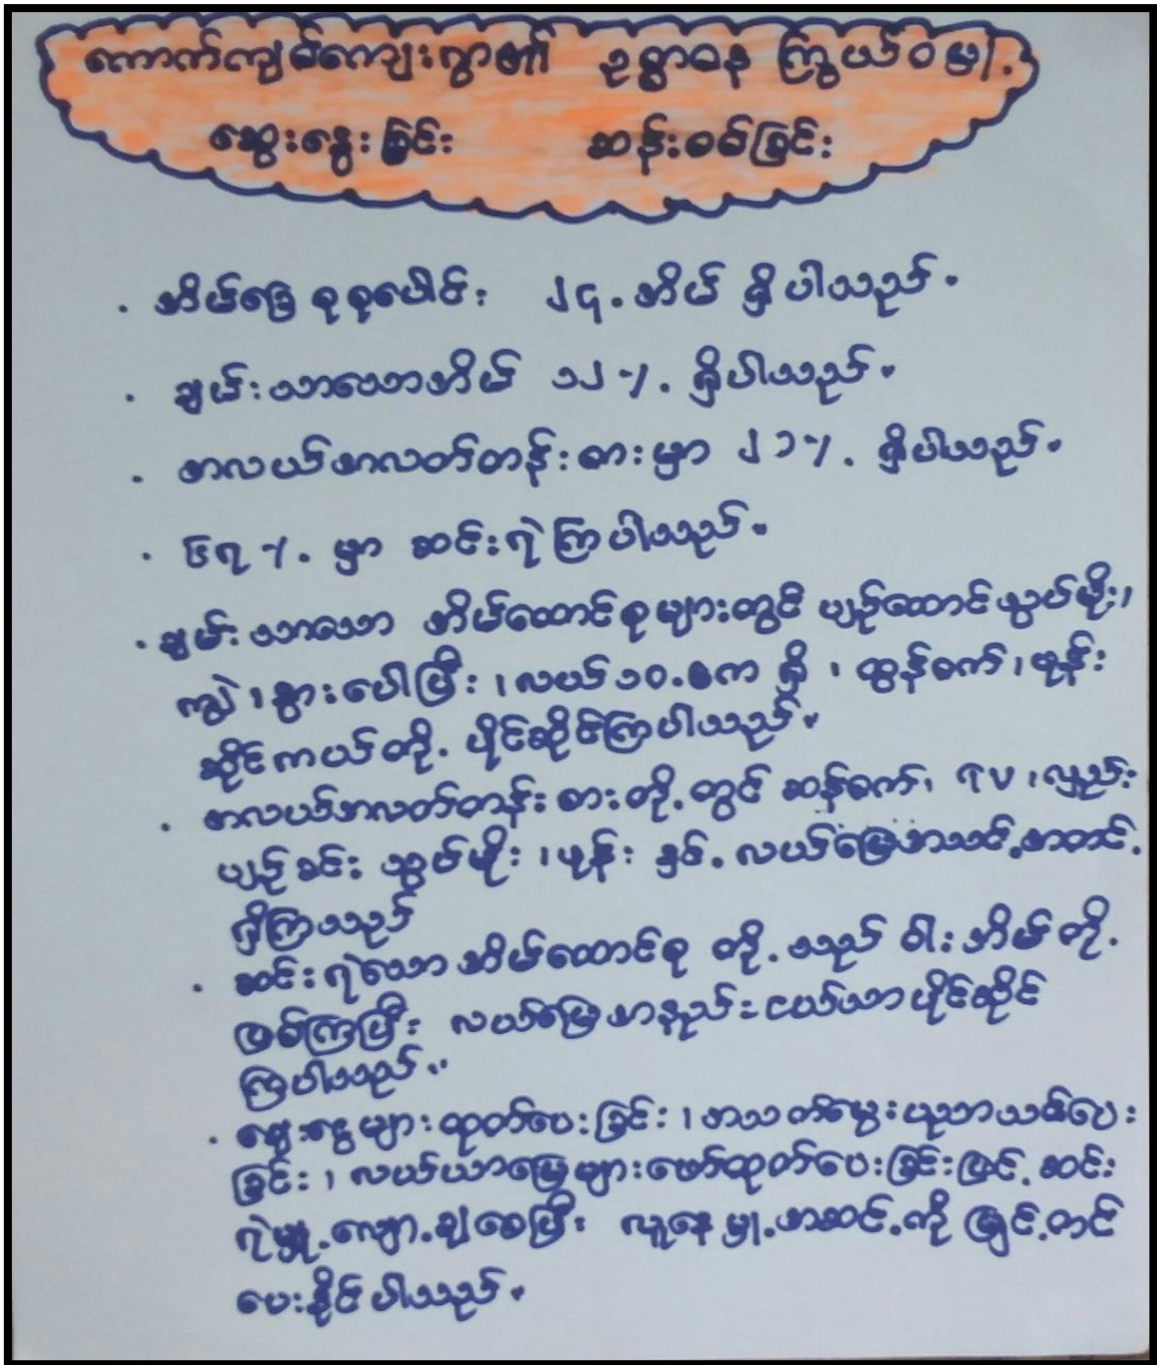 ကောက်ကျစ်ကျေးရွာ၏ ဥစ္စာဓန ကြွယ်ဝမှု့
ဆွေးနွေးခြင်း ဆန်းစစ်ခြင်း
. အိမ်ခြေ စုစုပေါင်း ၂၄.အိမ် ရှိပါသည်။
. ချမ်းသာသောအိမ် ၁၂%. ရှိပါသည်။
. အလယ်အလတ်တန်းစားမှာ ၂၁%. ရှိပါသည်။
. ၆၇%. မှာ ဆင်းရဲကြပါသည်။
. ချမ်းသာသော အိမ်ထောင်စုများတွင် ပျဉ်ထောင်သွပ်မိုး၊
ကျွဲ၊နွားပေါပြီး၊လယ်၁၀.ဧက ရှိ၊ ထွန်စက်၊ဖုန်း
ဆိုင်ကယ်တို့ ပိုင်ဆိုင်ကြပါသည်။
. အလယ်အလတ်တန်းစားတို့တွင် ဆန်စက်၊ ၎ပ၊လှည်း
ပျဉ်ခင်း သွပ်မိုး၊ဖုန်း နှင့် လယ်မြေအသင့်အတင့်
ရှိကြသည်
. ဆင်းရဲသောအိမ်ထောင်စု တို့သည် ဝါးအိမ်တို့
ဖြစ်ကြပြီး လယ်မြေအနည်းငယ်သာပိုင်ဆိုင်
ကြပါသည်။
. ချေးငွေများထုတ်ပေးခြင်း၊အသက်မွေးပညာသင်ပေး
ခြင်း၊လယ်ယာမြေများဖော်ထုတ်ပေးခြင်းဖြင့် ဆင်း
ရဲမှု့လျော့ချစေပြီး လူနေမှု့အဆင့်ကို မြှင့်တင်
ပေးနိုင်ပါသည်။